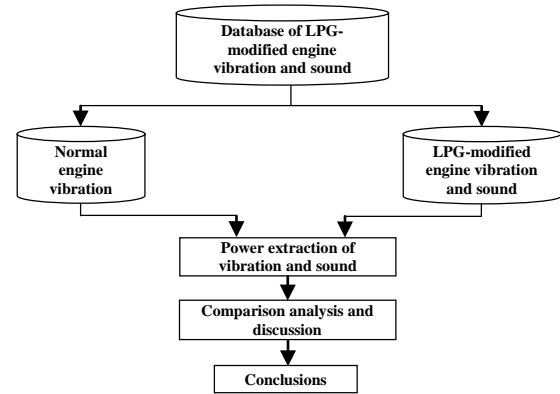 Database of LPG-
modified engine
vibration and sound
Normal
engine
vibration
LPG-modified
engine vibration
and sound
Power extraction of
vibration and sound
Comparison analysis and
discussion
Conclusions